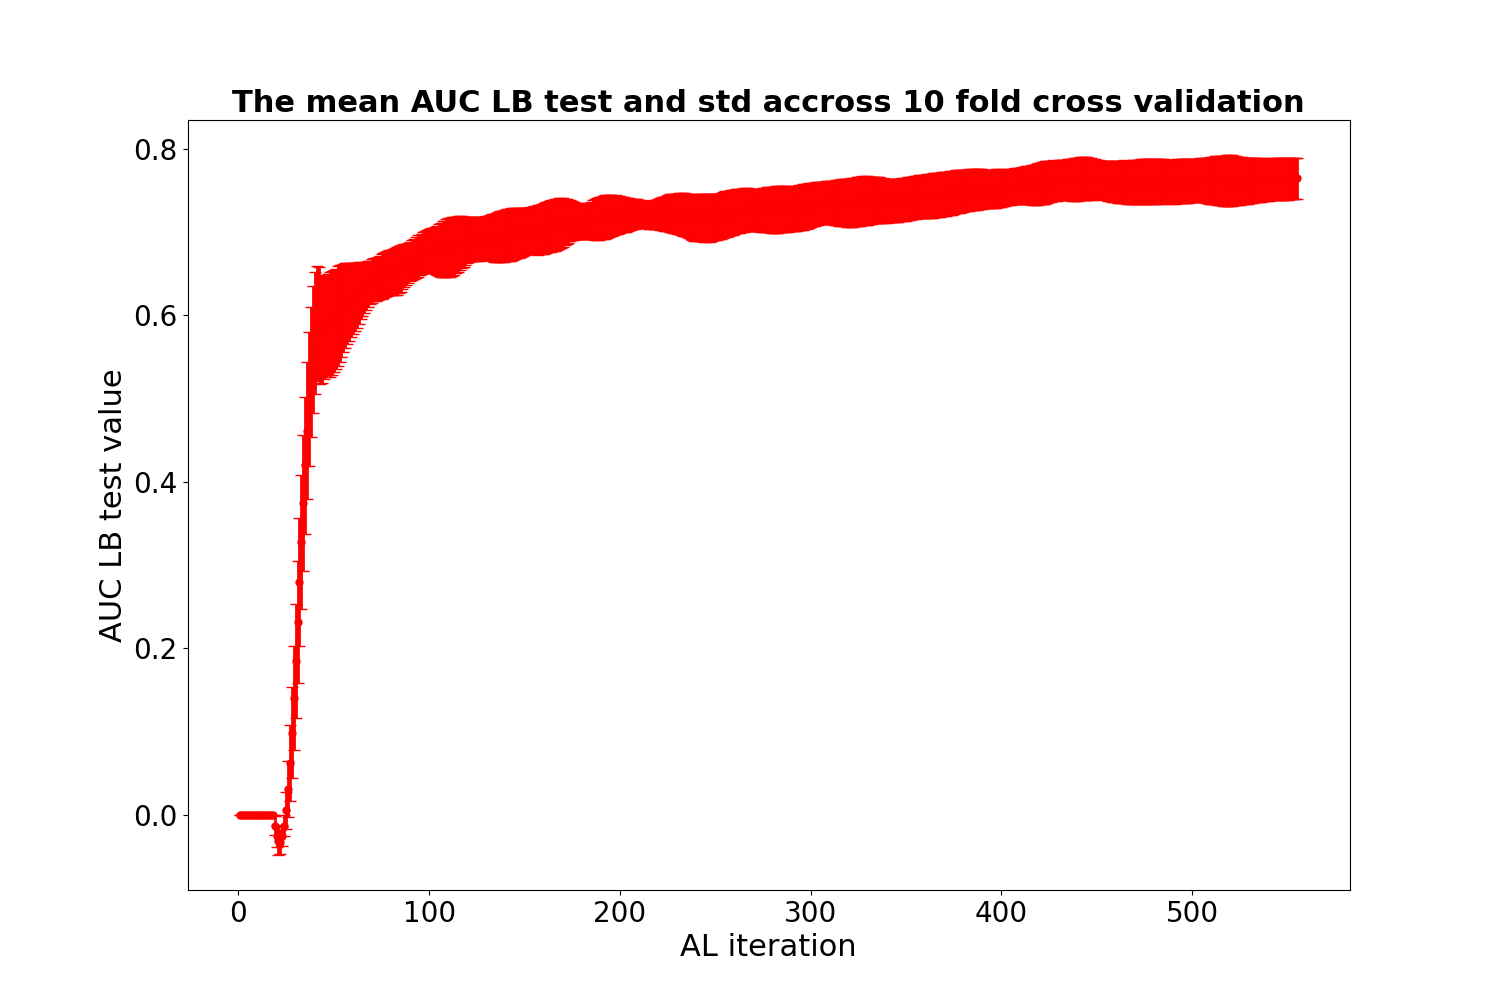 The mean AUC LB test and std accross 10 fold cross validation
0.8
0.6
0.4
0.2
0.0
AUC LB test value
0 100 200 300 400 500
AL iteration